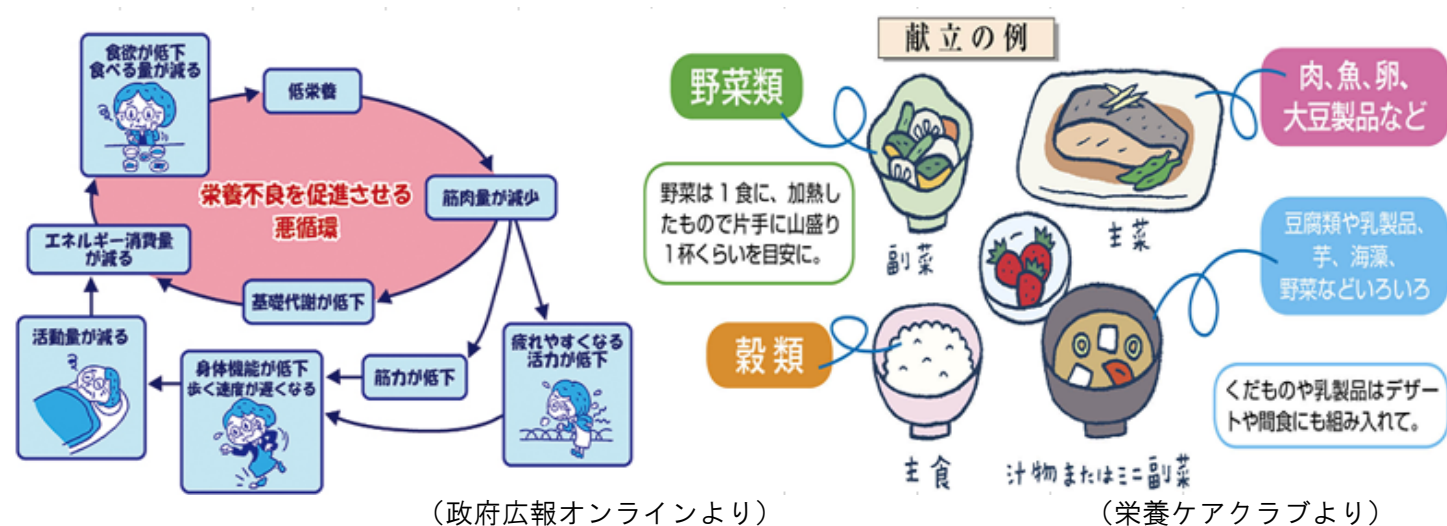 食欲が低下
食べる量が減る
低栄養
筋肉量が減少
栄養不良を促進させる
悪循環
エネルギー消費量
が減る
基礎代謝が低下
活動量が減る
身体機能が低下
歩く速度が遅くなる
筋力が低下
疲れやすくなる
活力が低下
(政府広報オンラインより)
献立の例
野菜類
肉、魚、卵、
大豆製品など
野菜は1食に、加熱し
たもので片手に山盛り
1杯くらいを目安に。
副菜
主菜
豆腐類や乳製品、
芋、海藻、
野菜などいろいろ
穀類
くだものや乳製品はデザー
トや間食にも組み入れて。
主食
汁物またはミニ副菜
(栄養ケアクラブより)